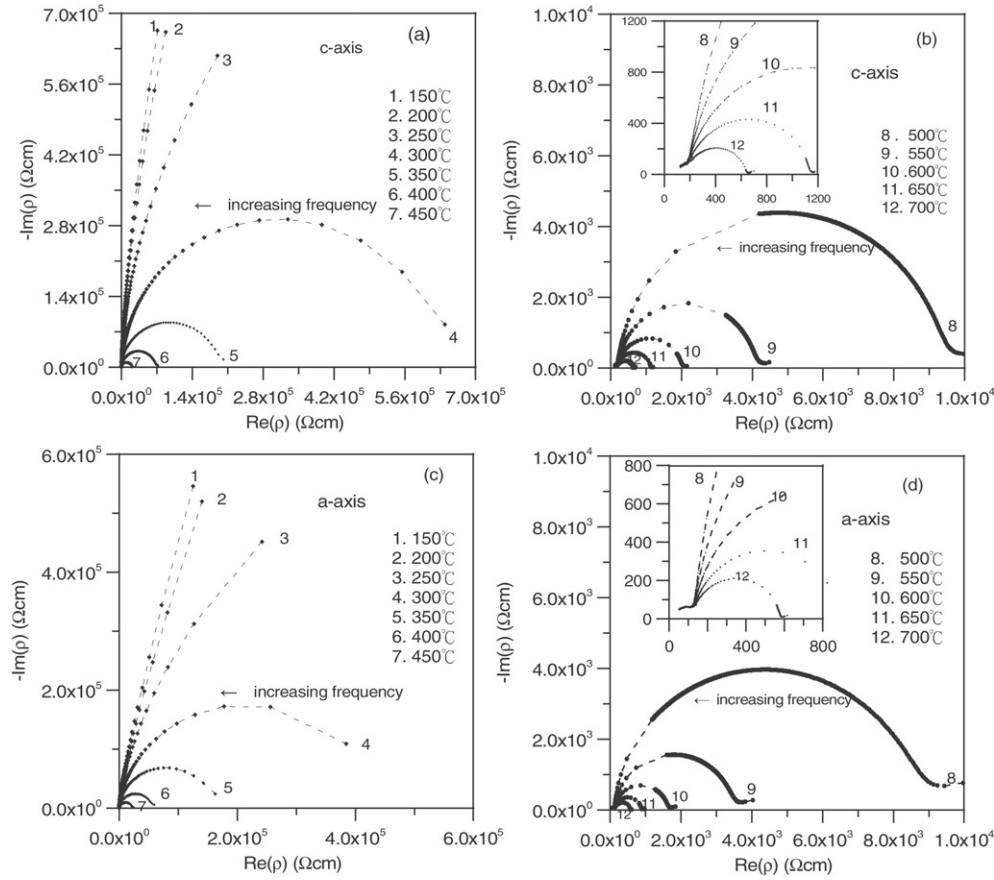 (a)
c-axis
1 2 3
7.0x10⁵
5.6x10⁵
4.2x10⁵
2.8x10⁵
1.4x10⁵
0.0x10⁰
-Im(ρ) (Ωcm)
1. 150℃
2. 200℃
3. 250℃
4. 300℃
5. 350℃
6. 400℃
7. 450℃
← increasing frequency
7 6 5 4
0.0x10⁰ 1.4x10⁵ 2.8x10⁵ 4.2x10⁵ 5.6x10⁵ 7.0x10⁵
Re(ρ) (Ωcm)
(b)
c-axis
1.0x10⁴
8.0x10³
6.0x10³
4.0x10³
2.0x10³
0.0x10⁰
-Im(ρ) (Ωcm)
1200
800
400
0
8 9
10
11
12
0 400 800 1200
8. 500℃
9. 550℃
10. 600℃
11. 650℃
12. 700℃
← increasing frequency
12 11 10 9 8
0.0x10⁰ 2.0x10³ 4.0x10³ 6.0x10³ 8.0x10³ 1.0x10⁴
Re(ρ) (Ωcm)
(c)
a-axis
1
2
3
6.0x10⁵
4.0x10⁵
2.0x10⁵
0.0x10⁰
-Im(ρ) (Ωcm)
1. 150℃
2. 200℃
3. 250℃
4. 300℃
5. 350℃
6. 400℃
7. 450℃
← increasing frequency
7 6 5 4
0.0x10⁰ 2.0x10⁵ 4.0x10⁵ 6.0x10⁵
Re(ρ) (Ωcm)
(d)
a-axis
1.0x10⁴
8.0x10³
6.0x10³
4.0x10³
2.0x10³
0.0x10⁰
-Im(ρ) (Ωcm)
800
600
400
200
0
8 9
10
11
12
0 200 400 600 800
8. 500℃
9. 550℃
10. 600℃
11. 650℃
12. 700℃
← increasing frequency
12 11 10 9 8
0.0x10⁰ 2.0x10³ 4.0x10³ 6.0x10³ 8.0x10³ 1.0x10⁴
Re(ρ) (Ωcm)